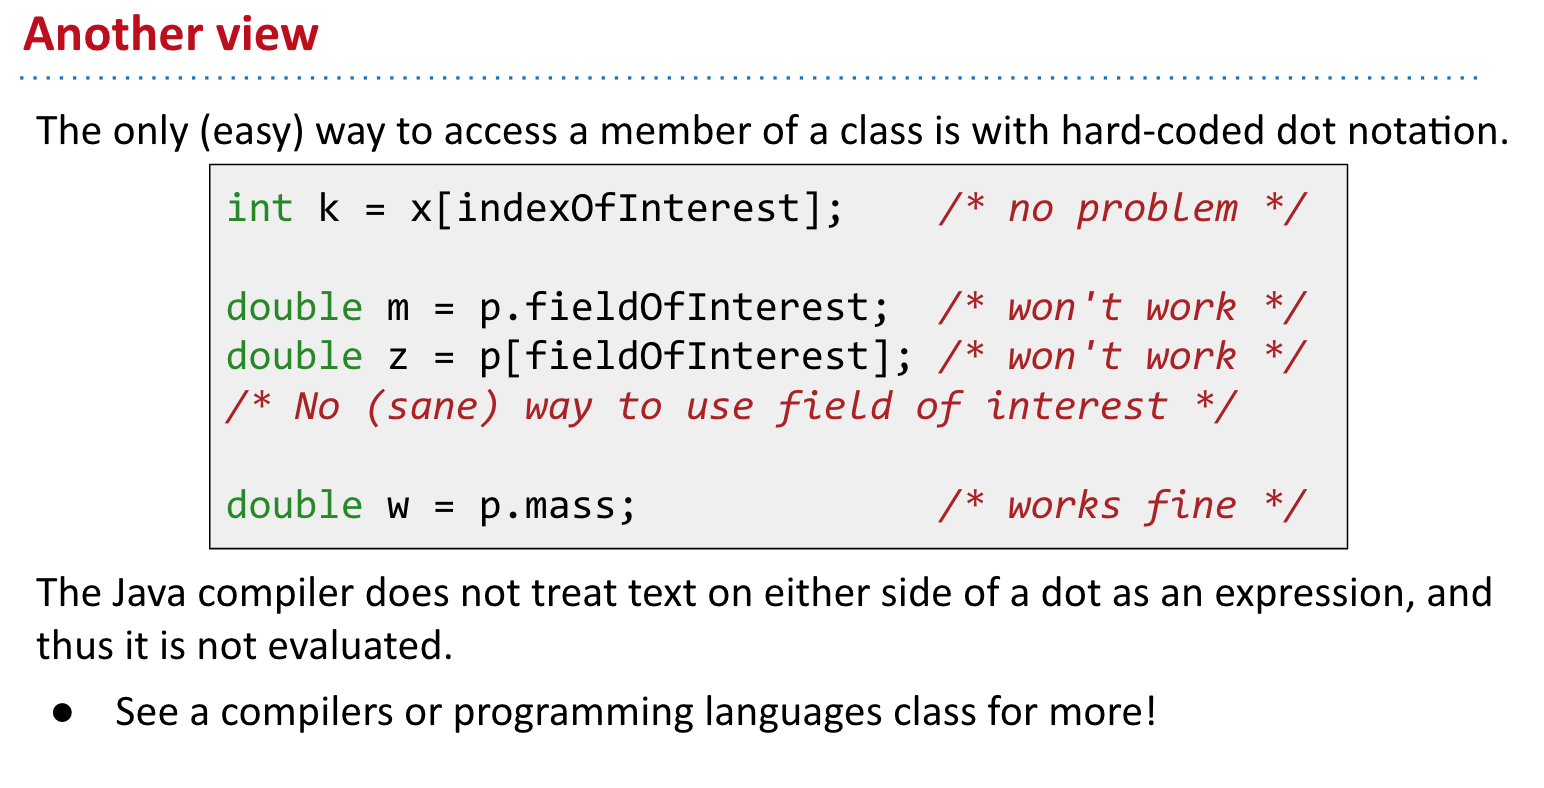 Another view
The only (easy) way to access a member of a class is with hard-coded dot notation.
int k = x[indexOfInterest];    /* no problem */
double m = p.fieldOfInterest;  /* won't work */
double z = p[fieldOfInterest]; /* won't work */
/* No (sane) way to use field of interest */
double w = p.mass;             /* works fine */
The Java compiler does not treat text on either side of a dot as an expression, and
thus it is not evaluated.
● See a compilers or programming languages class for more!